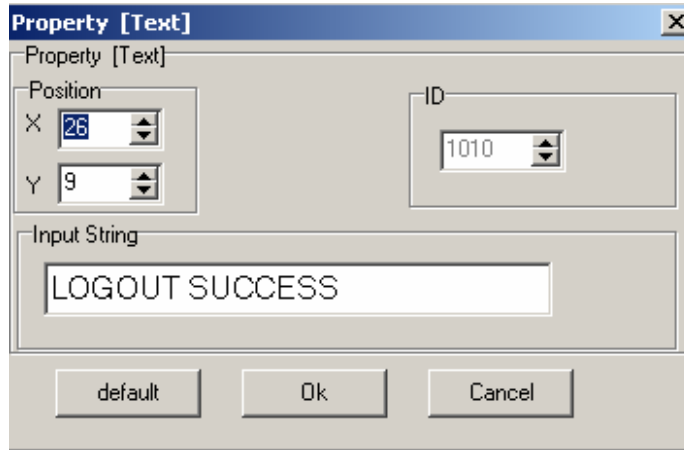 Property [Text]
Property [Text]
Position
ID
X 26
1010
Y 9
Input String
LOGOUT SUCCESS
default Ok Cancel